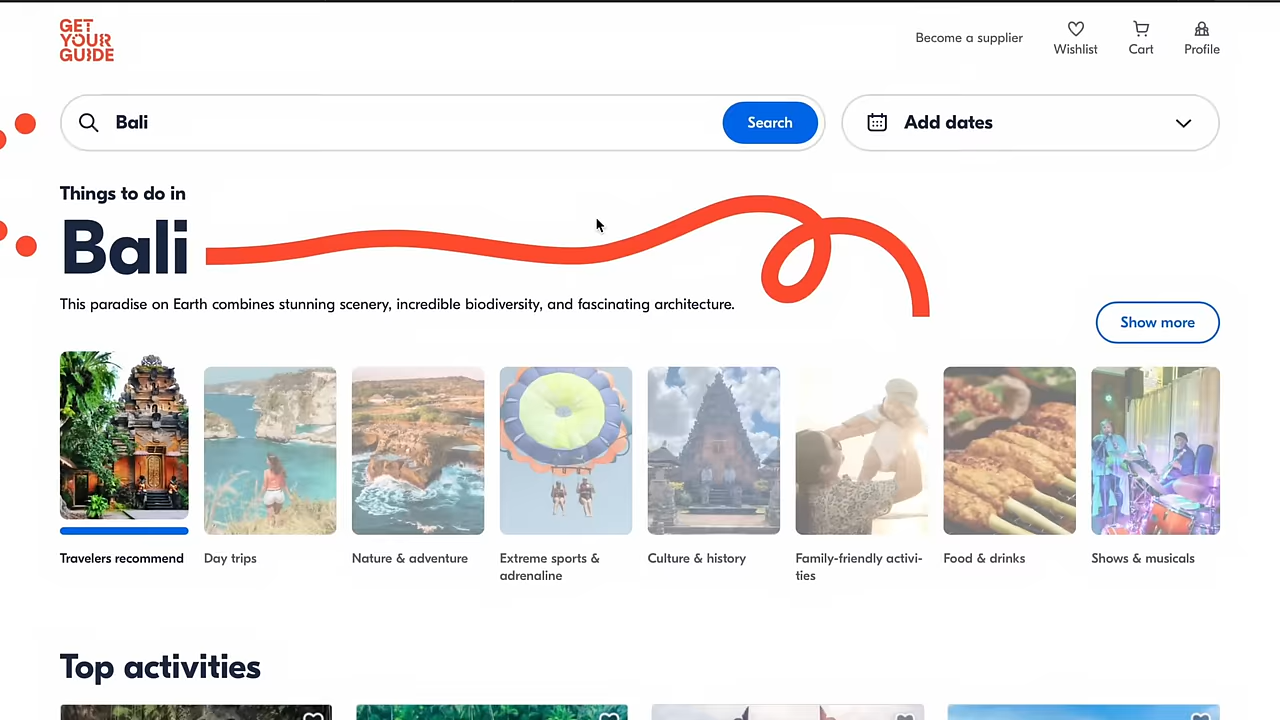 GET
YOUR
GUIDE
Become a supplier
Wishlist
Cart
Profile
Bali
Search
Add dates
Things to do in
Bali
This paradise on Earth combines stunning scenery, incredible biodiversity, and fascinating architecture.
Show more
Travelers recommend
Day trips
Nature & adventure
Extreme sports &
adrenaline
Culture & history
Family-friendly activi-
ties
Food & drinks
Shows & musicals
Top activities